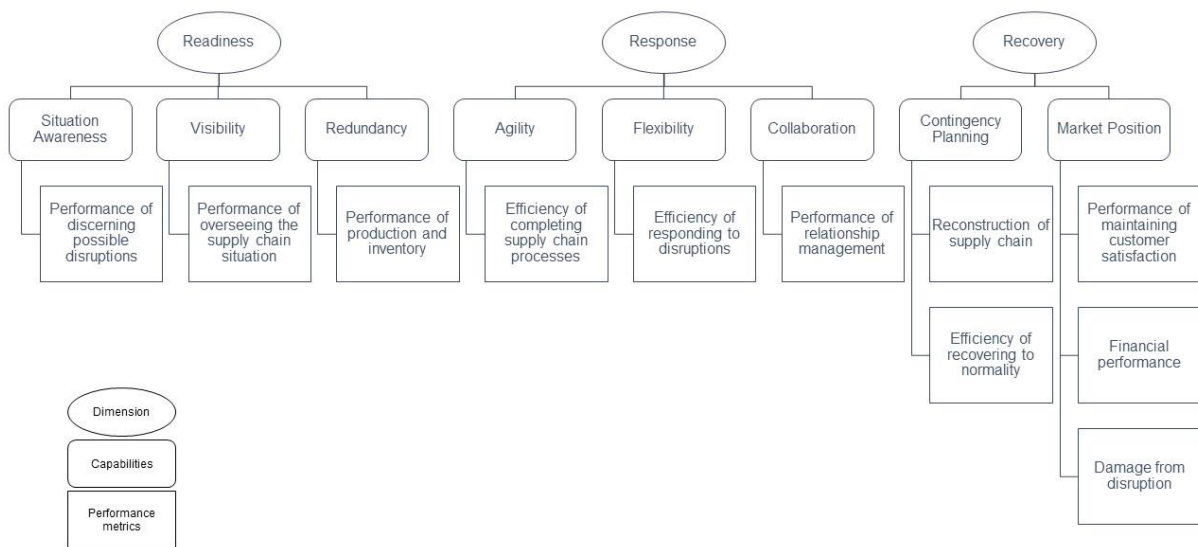 Readiness
Response
Recovery
Situation
Awareness
Visibility
Redundancy
Agility
Flexibility
Collaboration
Contingency
Planning
Market Position
Performance of
discerning
possible
disruptions
Performance of
overseeing the
supply chain
situation
Performance of
production and
inventory
Efficiency of
completing
supply chain
processes
Efficiency of
responding to
disruptions
Performance of
relationship
management
Reconstruction of
supply chain
Performance of
maintaining
customer
satisfaction
Efficiency of
recovering to
normality
Financial
performance
Damage from
disruption
Dimension
Capabilities
Performance
metrics